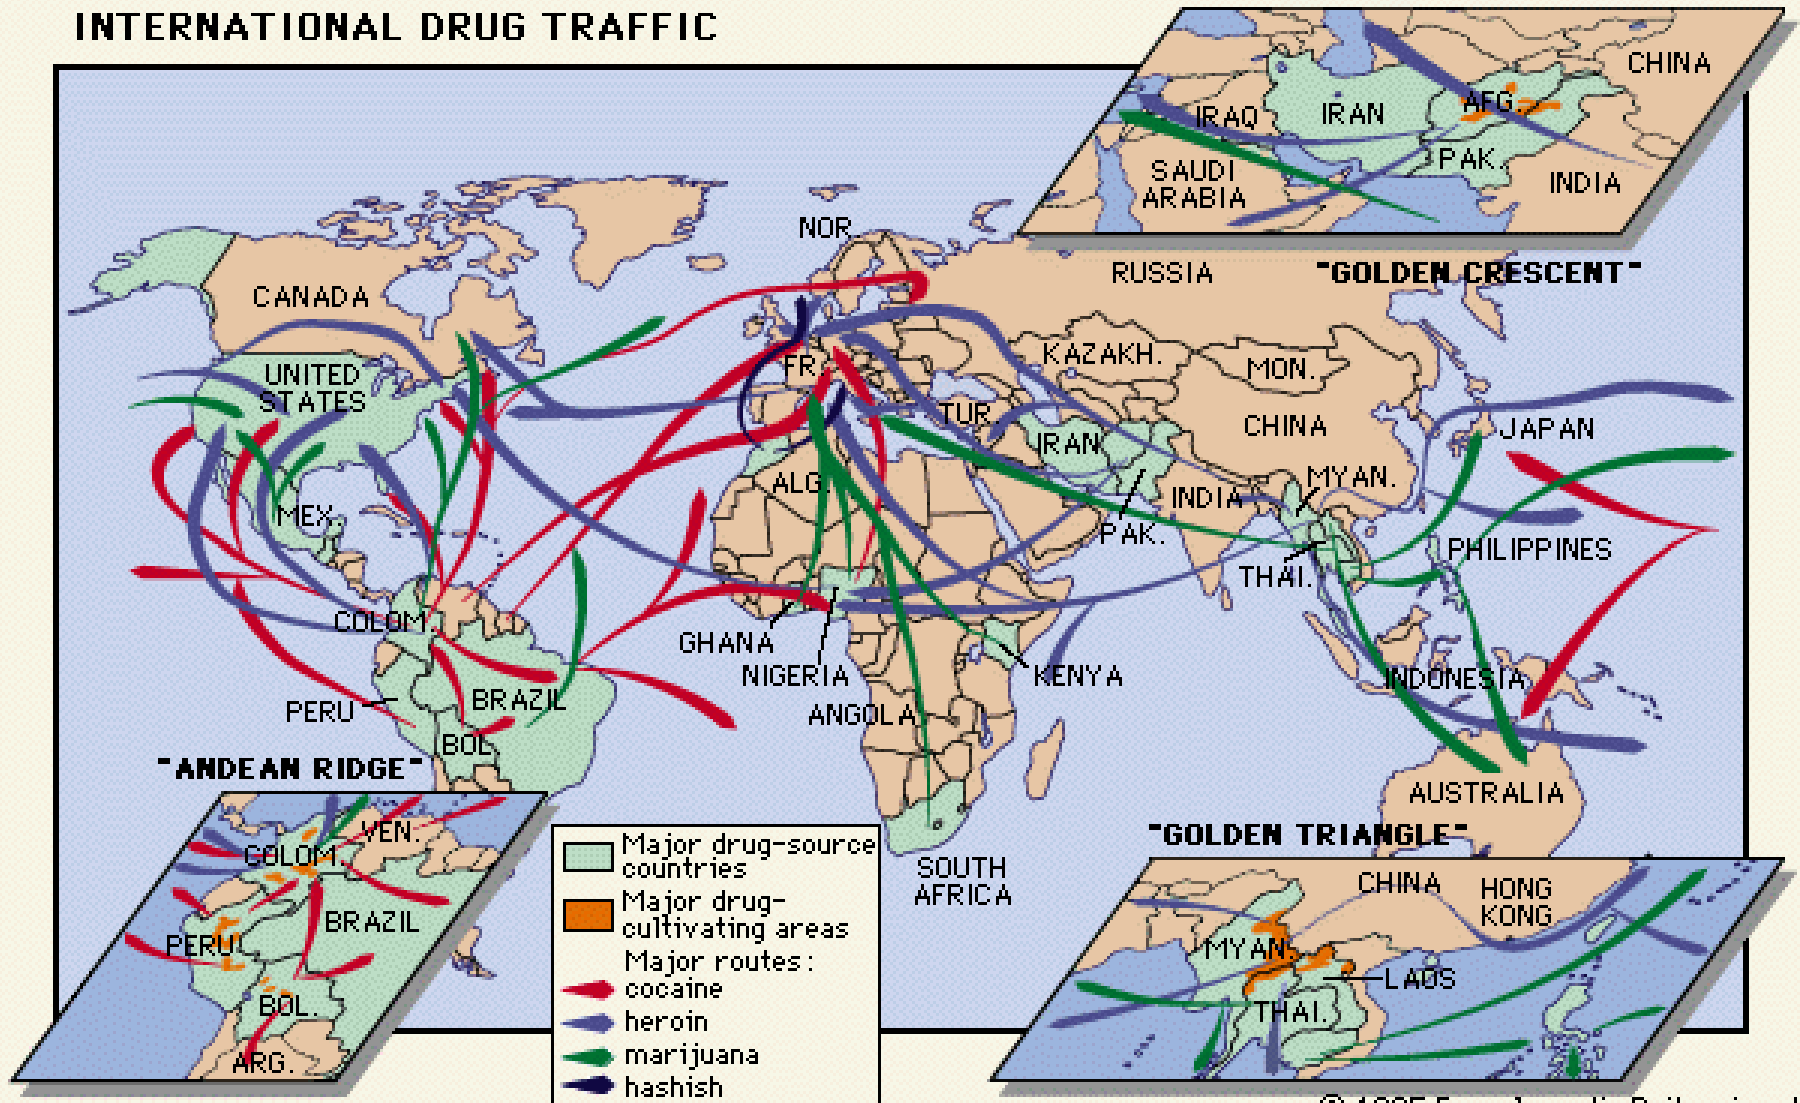 INTERNATIONAL DRUG TRAFFIC
CHINA
IRAQ
IRAN
AFG.
PAK.
SAUDI
ARABIA
INDIA
"GOLDEN CRESCENT"
NOR.
RUSSIA
CANADA
UNITED
STATES
FR.
KAZAKH.
MON.
TUR.
IRAN
CHINA
JAPAN
ALG.
MEX.
INDIA
MYAN.
PAK.
THAI.
PHILIPPINES
COLOM.
GHANA
NIGERIA
KENYA
PERU
BRAZIL
ANGOLA
INDONESIA
BOL.
"ANDEAN RIDGE"
AUSTRALIA
SOUTH
AFRICA
"GOLDEN TRIANGLE"
VEN.
COLOM.
BRAZIL
PERU
BOL.
ARG.
Major drug-source
countries
Major drug-
cultivating areas
Major routes:
cocaine
heroin
marijuana
hashish
CHINA
HONG
KONG
MYAN.
LAOS
THAI.